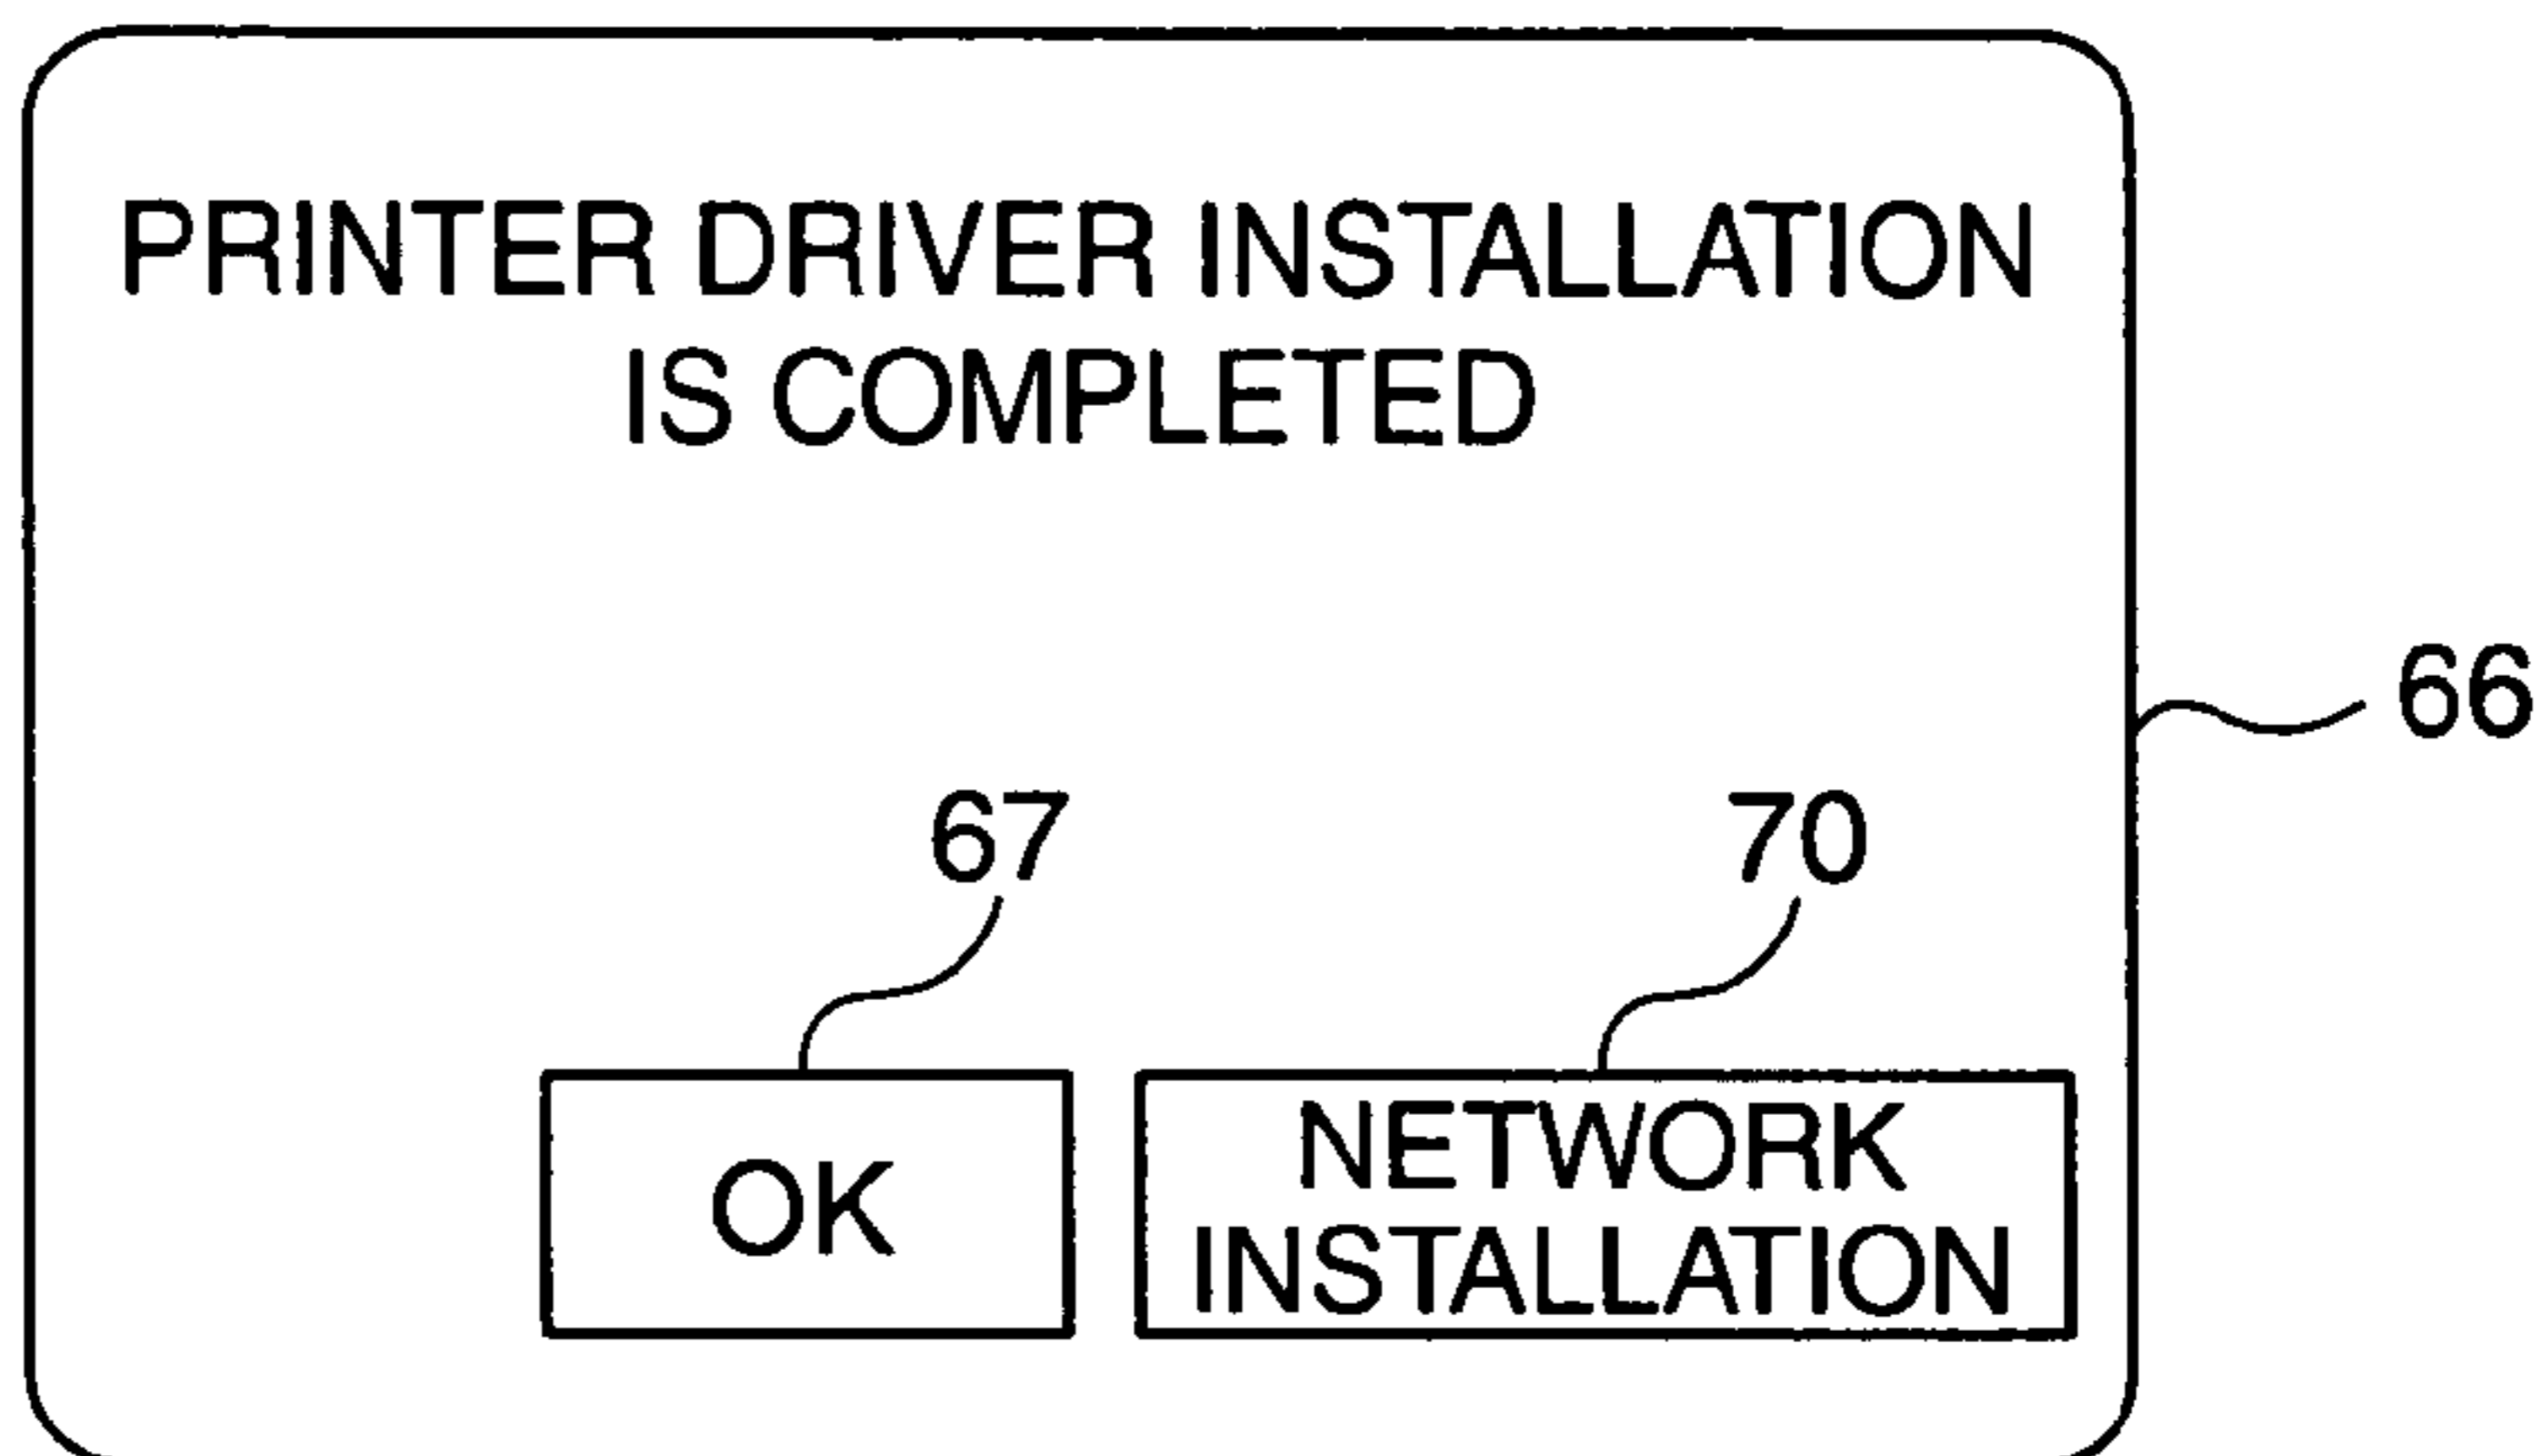 PRINTER DRIVER INSTALLATION
IS COMPLETED
66
67
70
OK
NETWORK
INSTALLATION